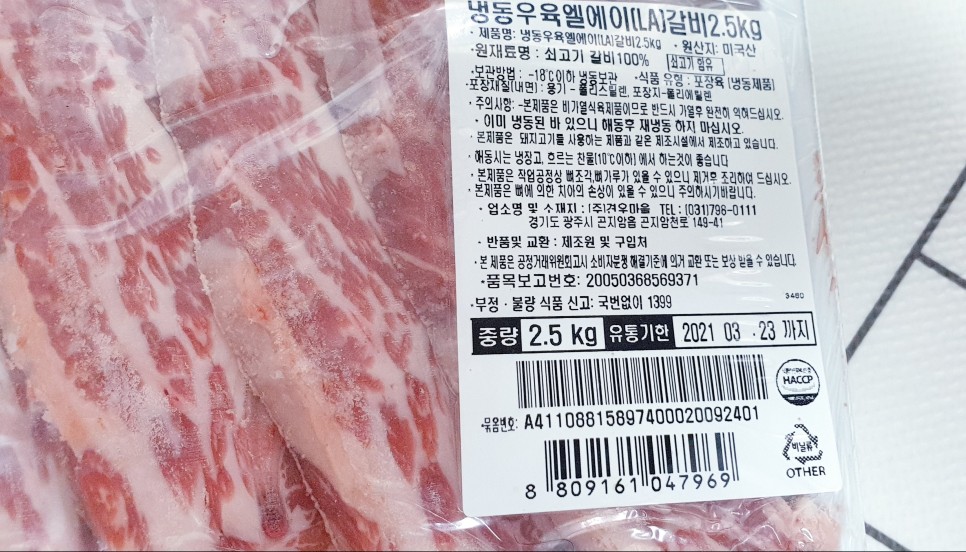 냉동우육엘에이(LA)갈비2.5kg
· 제품명: 냉동우육엘에이(LA)갈비2.5kg · 원산지: 미국산
· 원재료명 : 쇠고기 갈비100% 쇠고기 함유
· 보관방법 : -18℃이하 냉동보관 · 식품 유형 : 포장육 (냉동제품)
· 포장재질(내면) : 용기 - 폴리스틸렌, 포장지-폴리에틸렌
· 주의사항: -본제품은 비가열식육제품이므로 반드시 가열후 완전히 익혀드십시오.
· 이미 냉동된 바 있으니 해동후 재냉동 하지 마십시오.
· 본제품은 돼지고기를 사용하는 제품과 같은 제조시설에서 제조하고 있습니다.
· 해동시는 냉장고, 흐르는 찬물(10℃이하) 에서 하는것이 좋습니다
· 본제품은 작업공정상 뼈조각,뼈가루가 있을 수 있으니 제거후 조리하여 드십시오.
· 본제품은 뼈에 의한 치아의 손상이 있을 수 있으니 주의하시기바랍니다.
· 업소명 및 소재지 : (주)견우마을 TEL : (031)798-0111
경기도 광주시 곤지암읍 곤지암천로 149-41
· 반품및 교환 : 제조원 및 구입처
· 본 제품은 공정거래위원회고시 소비자분쟁 해결기준에 의거 교환 또는 보상 받을 수 있습니다.
· 품목보고번호: 20050368569371
· 부정 · 불량 식품 신고: 국번없이 1399
3480
중량 2.5 kg 유통기한 2021 03 . 23 까지
HACCP
묶음번호: A41108815897400020092401
비닐류
OTHER
8 809161 047969